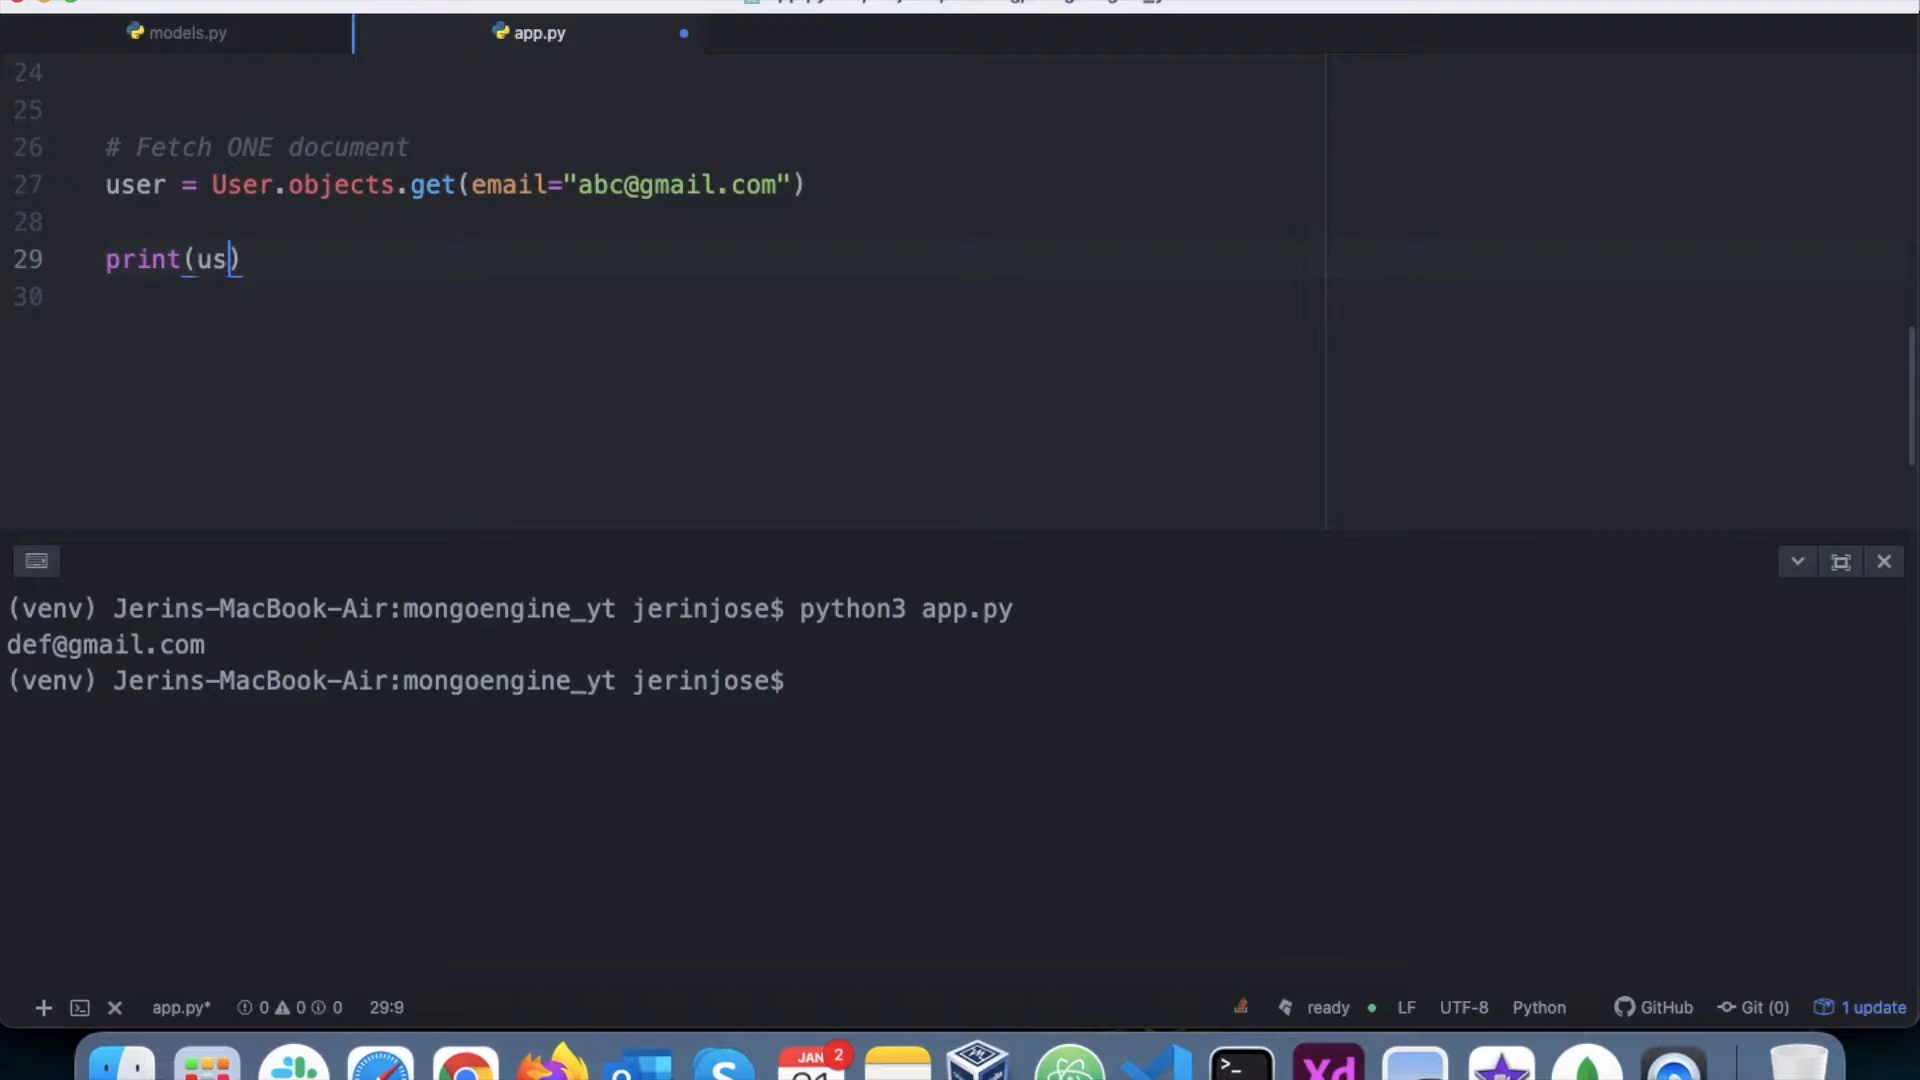 models.py
app.py
24
25
26 # Fetch ONE document
27 user = User.objects.get(email="abc@gmail.com")
28
29 print(us)
30
(venv) Jerins-MacBook-Air:mongoengine_yt jerinjose$ python3 app.py
def@gmail.com
(venv) Jerins-MacBook-Air:mongoengine_yt jerinjose$
app.py* 0 0 0 29:9 ready LF UTF-8 Python GitHub Git (0) 1 update
JAN 2
S
>_
Xd